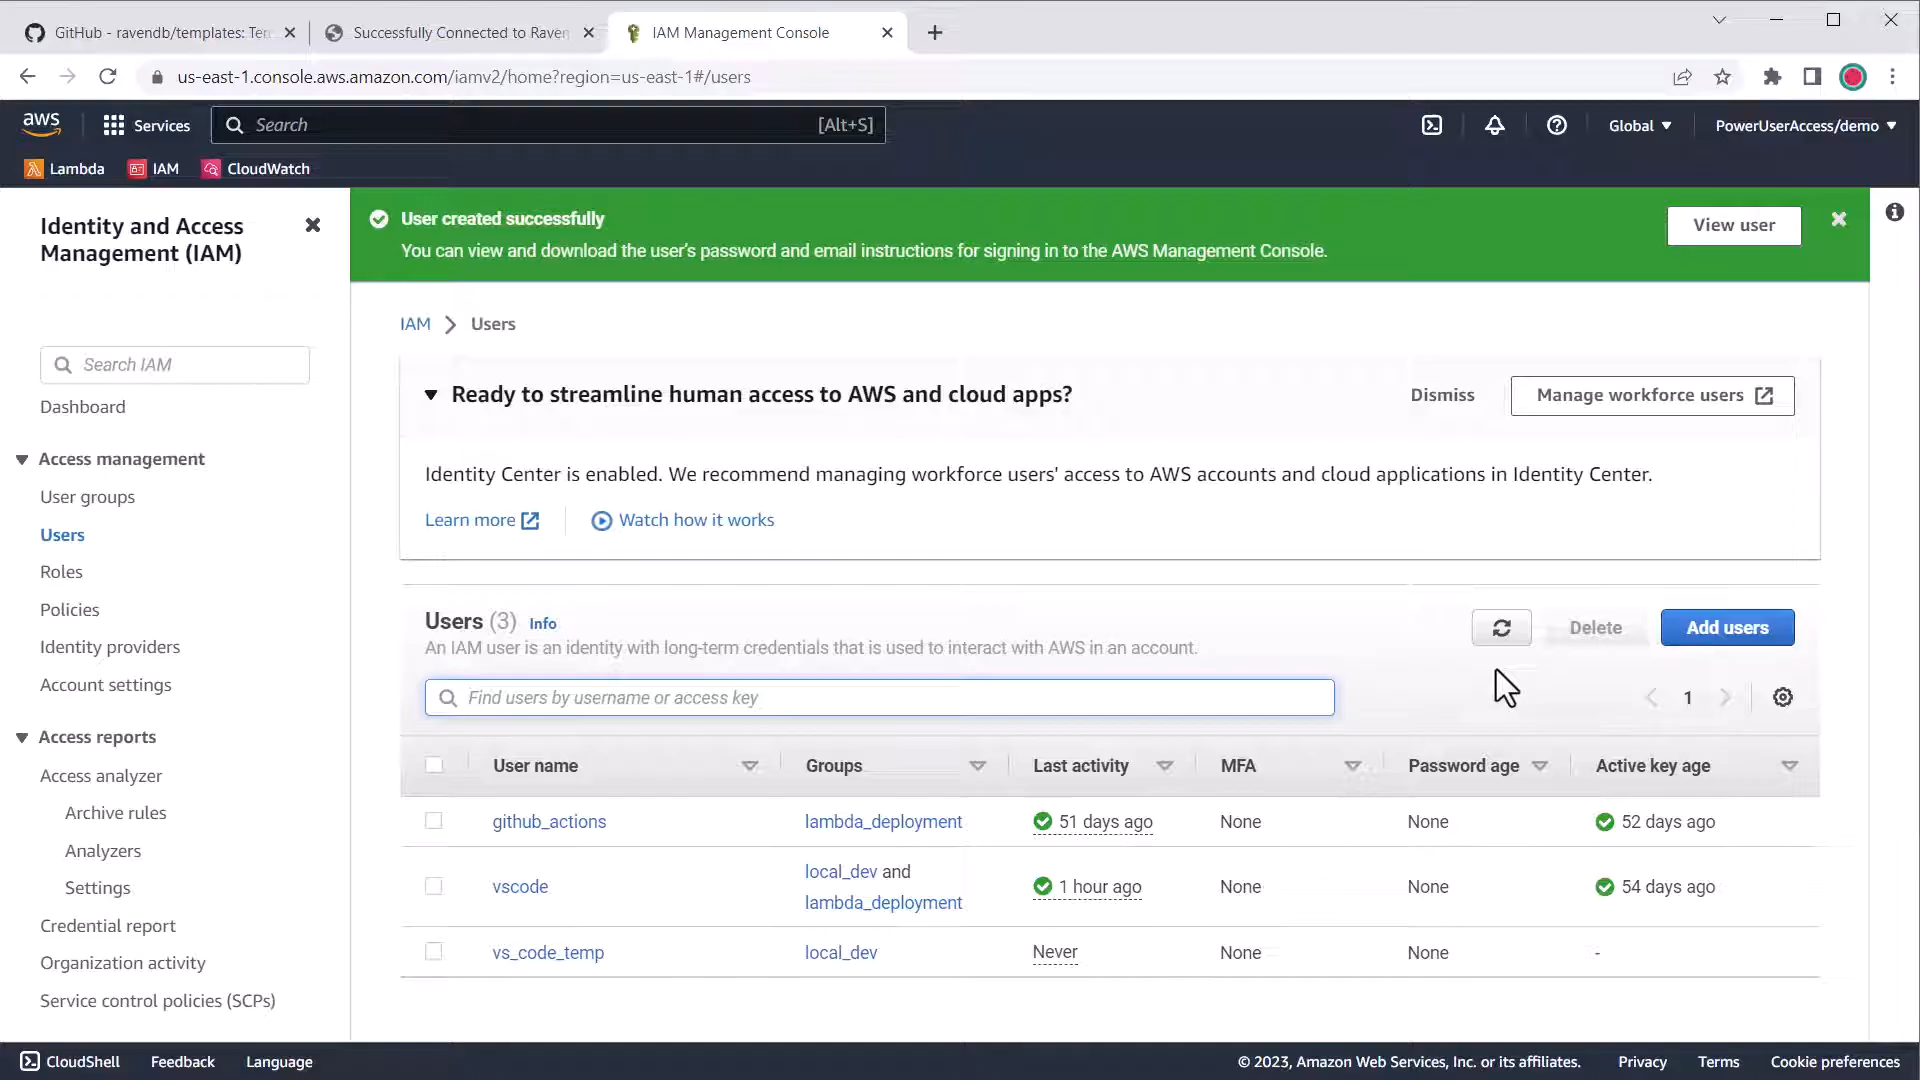 GitHub - ravendb/templates: Ten
Successfully Connected to Raven
IAM Management Console
us-east-1.console.aws.amazon.com/iamv2/home?region=us-east-1#/users
aws
Services
Search
[Alt+S]
Global
PowerUserAccess/demo
Lambda
IAM
CloudWatch
Identity and Access
Management (IAM)
Search IAM
Dashboard
Access management
User groups
Users
Roles
Policies
Identity providers
Account settings
Access reports
Access analyzer
Archive rules
Analyzers
Settings
Credential report
Organization activity
Service control policies (SCPs)
User created successfully
You can view and download the user's password and email instructions for signing in to the AWS Management Console.
View user
IAM
Users
Ready to streamline human access to AWS and cloud apps?
Dismiss
Manage workforce users
Identity Center is enabled. We recommend managing workforce users' access to AWS accounts and cloud applications in Identity Center.
Learn more
Watch how it works
Users (3) Info
An IAM user is an identity with long-term credentials that is used to interact with AWS in an account.
Delete
Add users
Find users by username or access key
1
User name Groups Last activity MFA Password age Active key age
github_actions lambda_deployment 51 days ago None None 52 days ago
local_dev and
vscode 1 hour ago None None 54 days ago
lambda_deployment
vs_code_temp local_dev Never None None -
CloudShell
Feedback
Language
© 2023, Amazon Web Services, Inc. or its affiliates.
Privacy
Terms
Cookie preferences